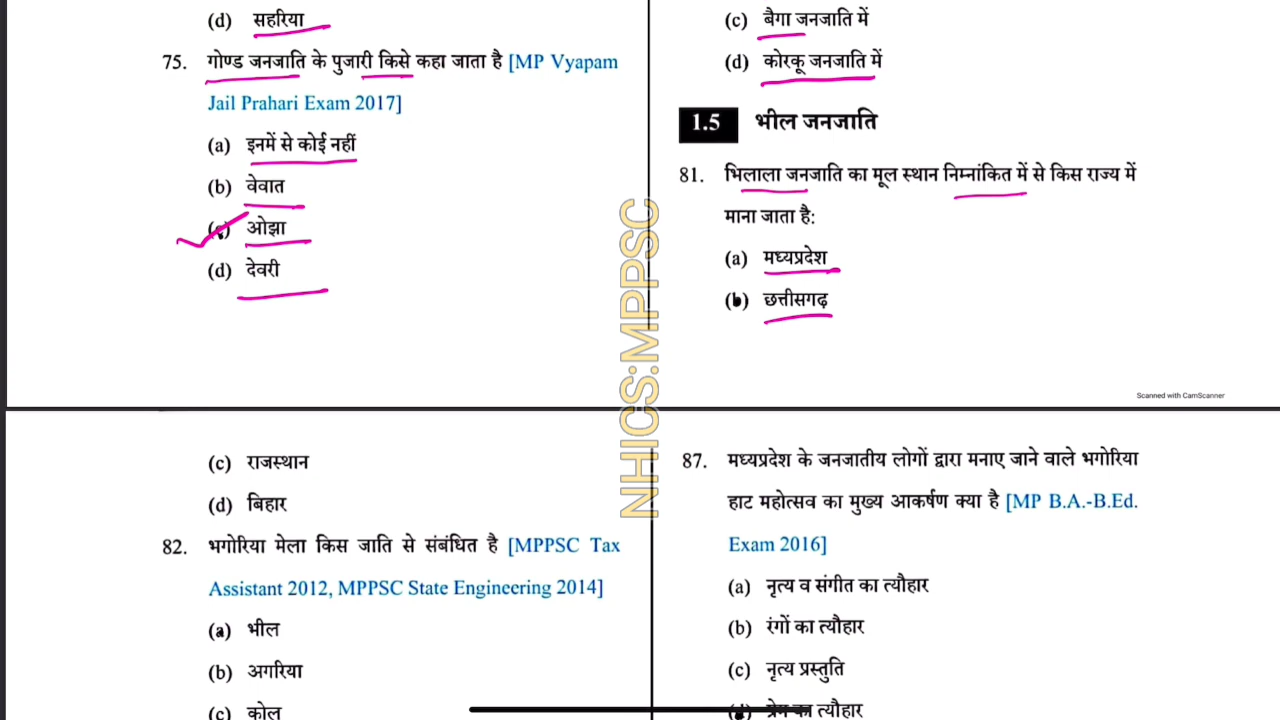 (d) सहरिया
75. गोण्ड जनजाति के पुजारी किसे कहा जाता है [MP Vyapam
Jail Prahari Exam 2017]
(a) इनमें से कोई नहीं
(b) वेवात
(c) ओझा
(d) देवरी
(c) बैगा जनजाति में
(d) कोरकू जनजाति में
1.5 भील जनजाति
81. भिलाला जनजाति का मूल स्थान निम्नांकित में से किस राज्य में
माना जाता है:
(a) मध्यप्रदेश
(b) छत्तीसगढ़
Scanned with CamScanner
NHICS:MPPSC
(c) राजस्थान
(d) बिहार
82. भगोरिया मेला किस जाति से संबंधित है [MPPSC Tax
Assistant 2012, MPPSC State Engineering 2014]
(a) भील
(b) अगरिया
(c) कोल
87. मध्यप्रदेश के जनजातीय लोगों द्वारा मनाए जाने वाले भगोरिया
हाट महोत्सव का मुख्य आकर्षण क्या है [MP B.A.-B.Ed.
Exam 2016]
(a) नृत्य व संगीत का त्यौहार
(b) रंगों का त्यौहार
(c) नृत्य प्रस्तुति
(d) प्रेम का त्यौहार